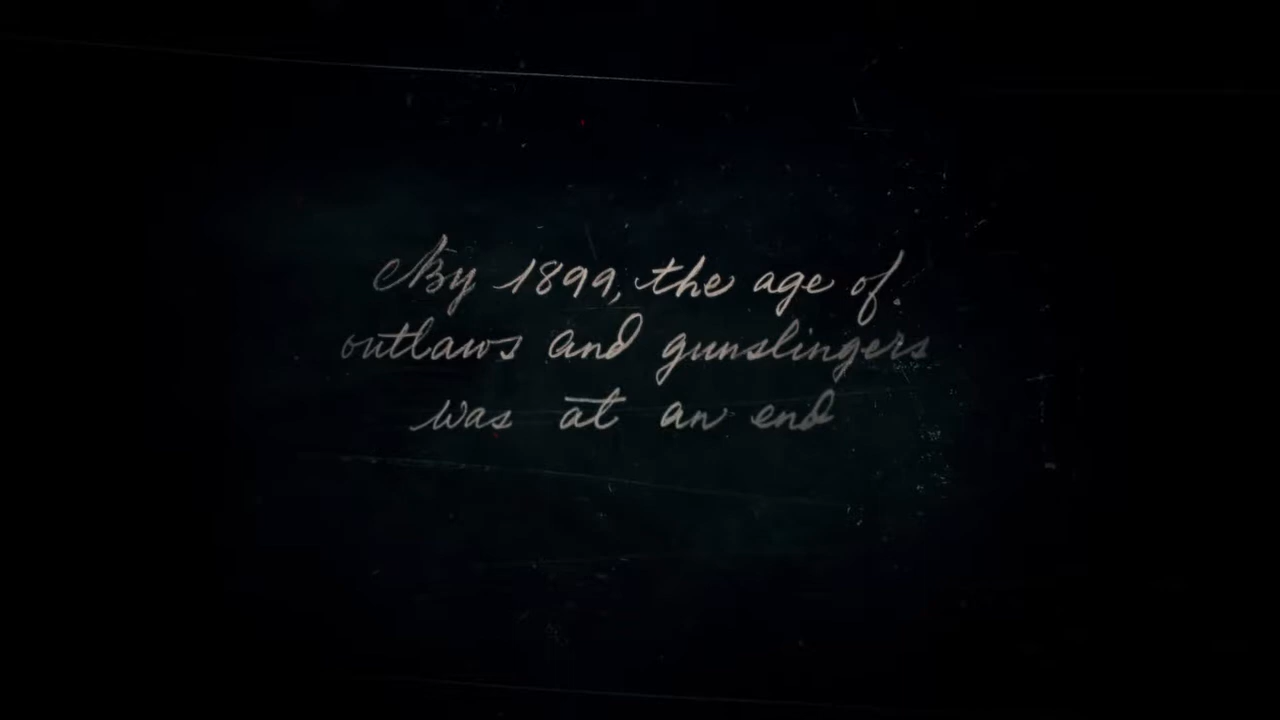 By 1899, the age of
outlaws and gunslingers
was at an end